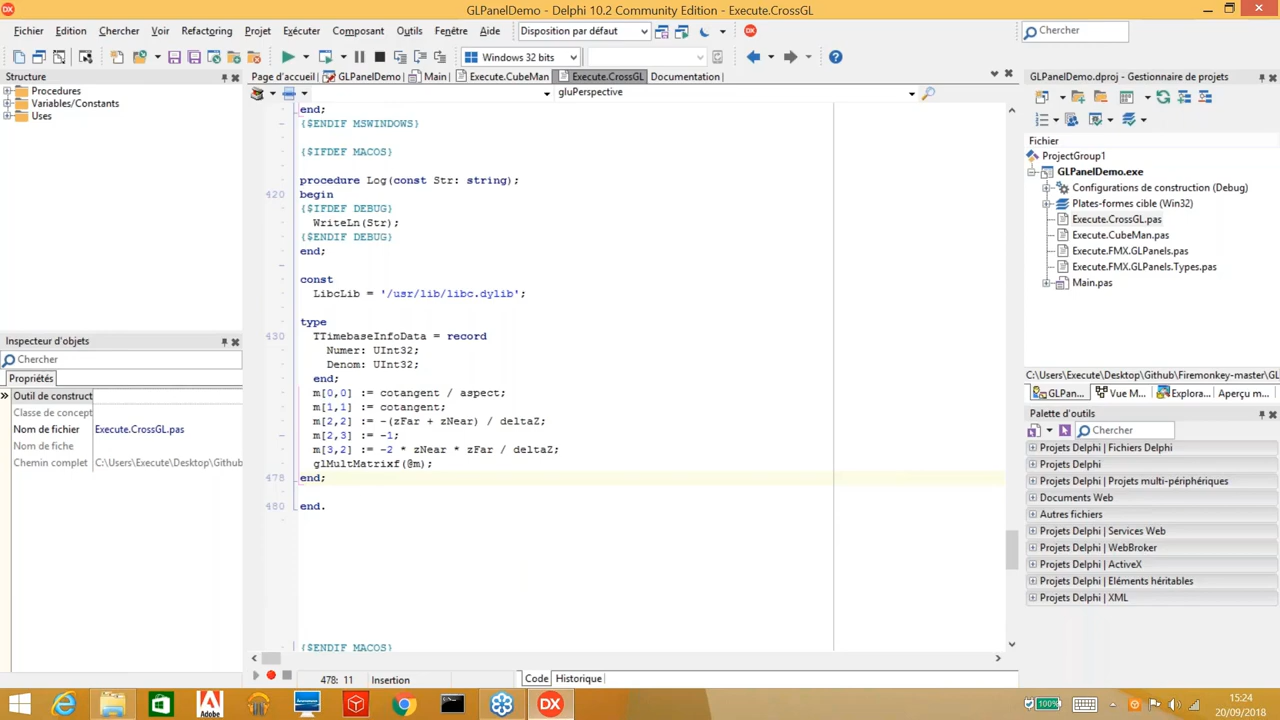 GLPanelDemo - Delphi 10.2 Community Edition - Execute.CrossGL
Fichier Edition Chercher Voir Refactoring Projet Exécuter Composant Outils Fenêtre Aide Disposition par défaut Chercher
Windows 32 bits
Structure
Procedures
Variables/Constants
Uses
Page d'accueil GLPanelDemo Main Execute.CubeMan Execute.CrossGL Documentation
gluPerspective
end;
{$ENDIF MSWINDOWS}
{$IFDEF MACOS}
procedure Log(const Str: string);
420 begin
{$IFDEF DEBUG}
WriteLn(Str);
{$ENDIF DEBUG}
end;
const
LibcLib = '/usr/lib/libc.dylib';
type
430 TTimebaseInfoData = record
Numer: UInt32;
Denom: UInt32;
end;
m[0,0] := cotangent / aspect;
m[1,1] := cotangent;
m[2,2] := -(zFar + zNear) / deltaZ;
m[2,3] := -1;
m[3,2] := -2 * zNear * zFar / deltaZ;
glMultMatrixf(@m);
478 end;
480 end.
{$ENDIF MACOS}
478: 11 Insertion Code Historique
Inspecteur d'objets
Chercher
Propriétés
Outil de construct
Classe de concept
Nom de fichier Execute.CrossGL.pas
Nom de fiche
Chemin complet C:\Users\Execute\Desktop\Github
GLPanelDemo.dproj - Gestionnaire de projets
Fichier
ProjectGroup1
GLPanelDemo.exe
Configurations de construction (Debug)
Plates-formes cible (Win32)
Execute.CrossGL.pas
Execute.CubeMan.pas
Execute.FMX.GLPanels.pas
Execute.FMX.GLPanels.Types.pas
Main.pas
C:\Users\Execute\Desktop\Github\Firemonkey-master\GL
GLPan... Vue M... Explora... Aperçu m...
Palette d'outils
Chercher
Projets Delphi | Fichiers Delphi
Projets Delphi
Projets Delphi | Projets multi-périphériques
Documents Web
Autres fichiers
Projets Delphi | Services Web
Projets Delphi | WebBroker
Projets Delphi | ActiveX
Projets Delphi | Eléments héritables
Projets Delphi | XML
Adobe
DX
100%
15:24
20/09/2018